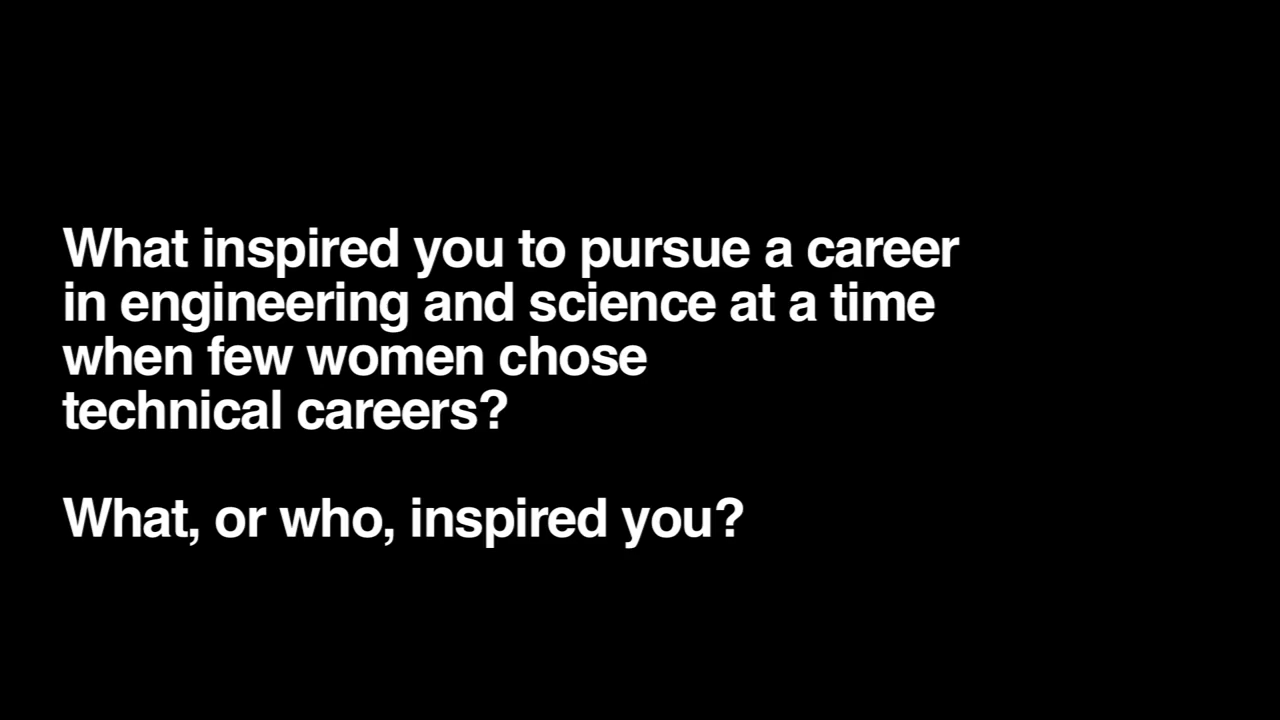 What inspired you to pursue a career
in engineering and science at a time
when few women chose
technical careers?
What, or who, inspired you?